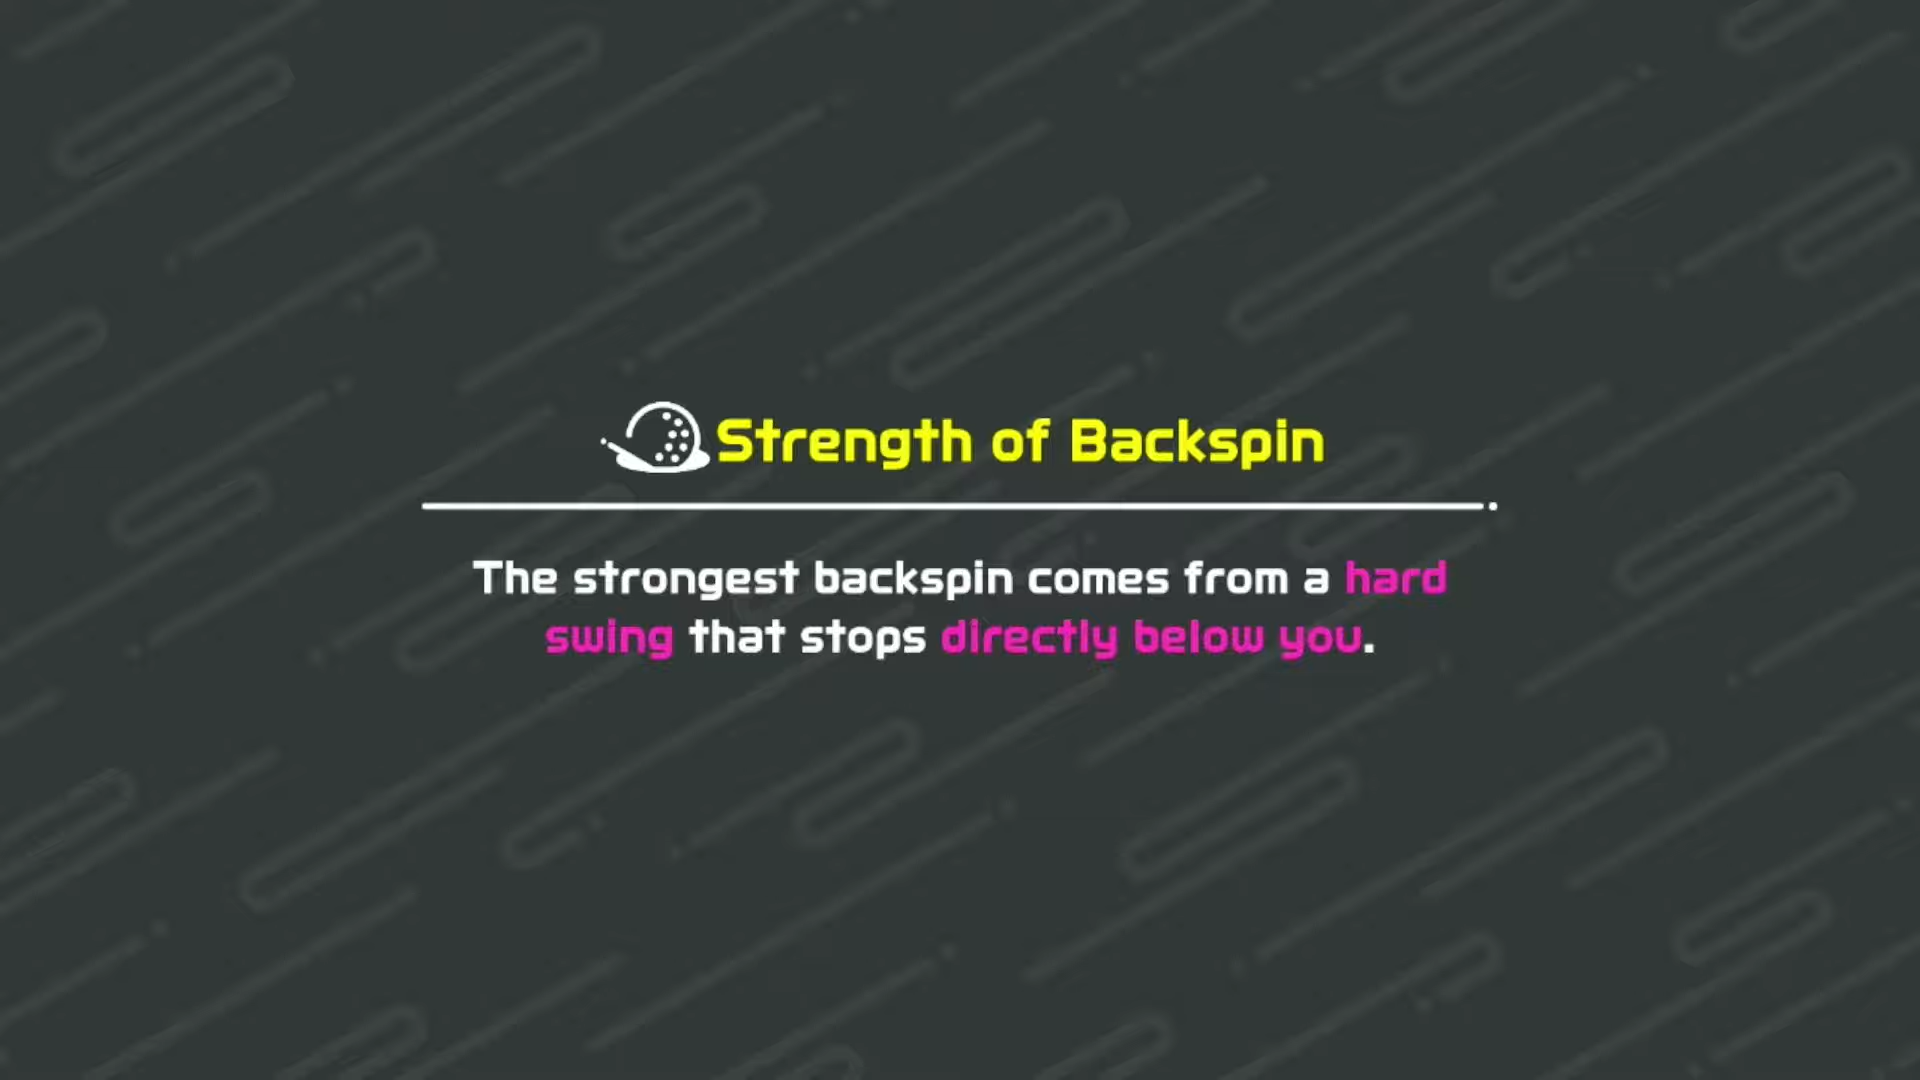 Strength of Backspin
The strongest backspin comes from a hard
swing that stops directly below you.